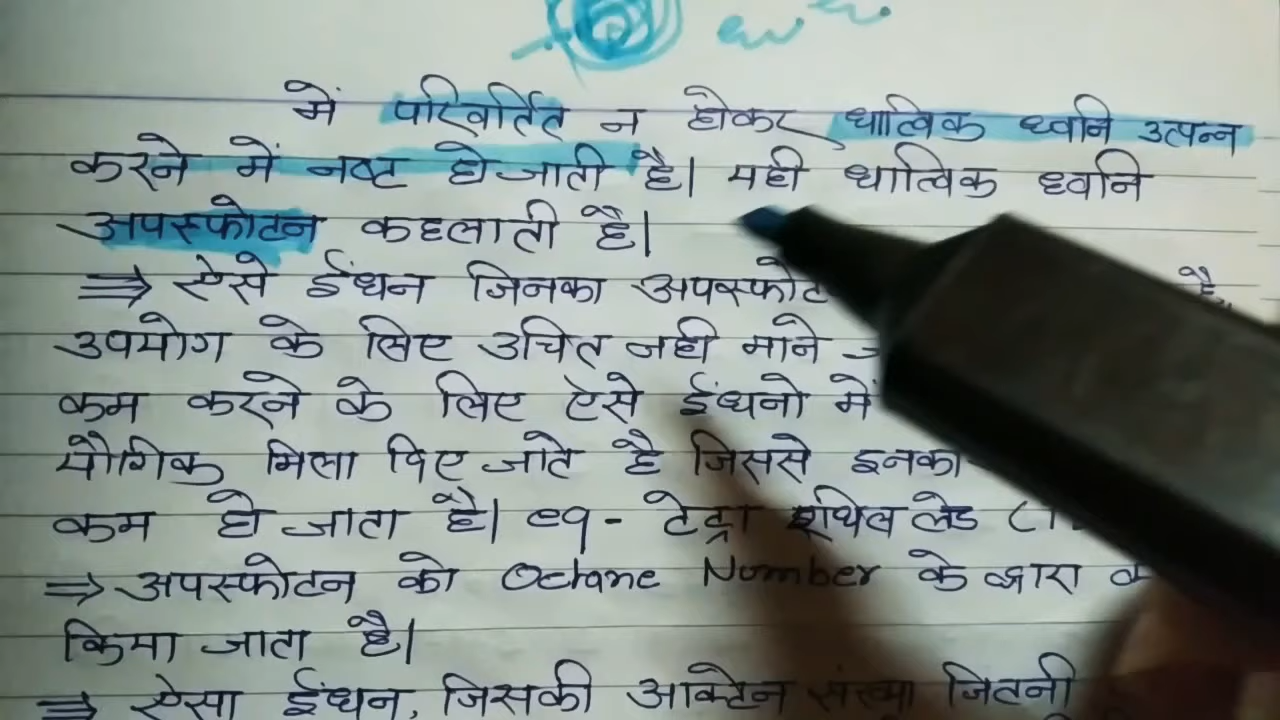 में परिवर्तित न होकर धात्विक ध्वनि उत्पन्न
करने में नष्ट हो जाती है। यही धात्विक ध्वनि
अपस्फोटन कहलाती है।
⇒ ऐसे ईंधन जिनका अपस्फोट है,
उपयोग के लिए उचित नही माने
कम करने के लिए ऐसे ईंधनो में
यौगिक मिला दिए जाते है जिससे इनका
कम हो जाता है। eg - टेट्रा इथिल लेड
⇒ अपस्फोटन को Octane Number के द्वारा
किया जाता है।
⇒ ऐसा ईंधन, जिसकी आक्टेन संख्या जितनी